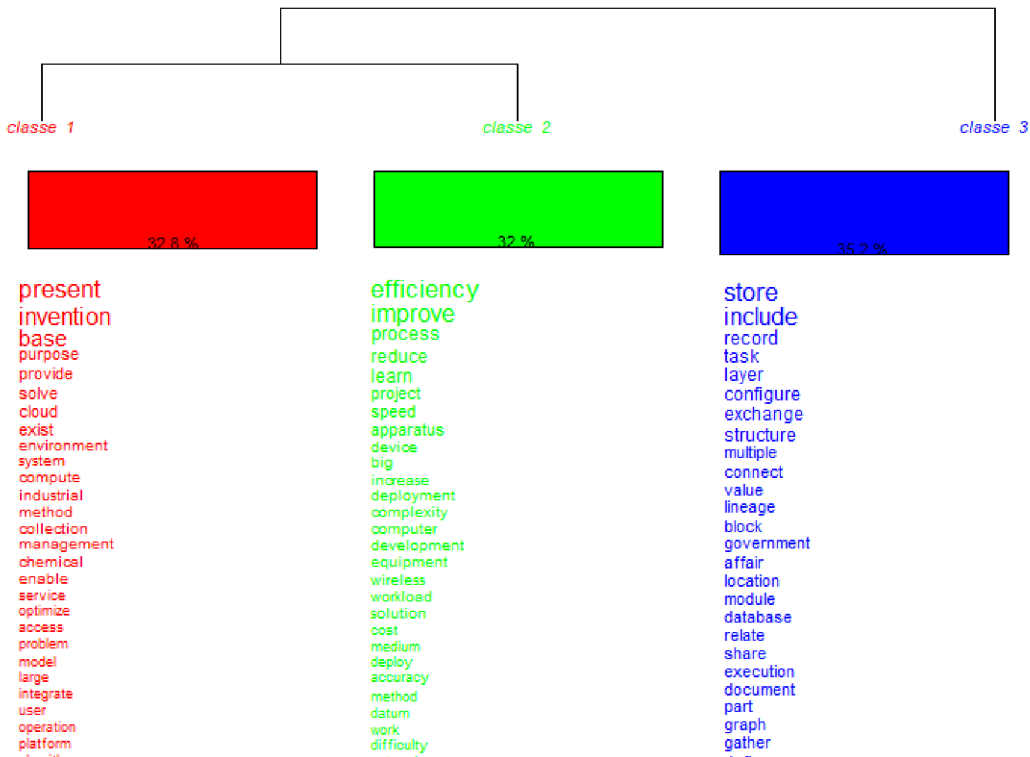 classe 1
classe 2
classe 3
32.8 %
32 %
35.2 %
present
invention
base
purpose
provide
solve
cloud
exist
environment
system
compute
industrial
method
collection
management
chemical
enable
service
optimize
access
problem
model
large
integrate
user
operation
platform
efficiency
improve
process
reduce
learn
project
speed
apparatus
device
big
increase
deployment
complexity
computer
development
equipment
wireless
workload
solution
cost
medium
deploy
accuracy
method
datum
work
difficulty
store
include
record
task
layer
configure
exchange
structure
multiple
connect
value
lineage
block
government
affair
location
module
database
relate
share
execution
document
part
graph
gather